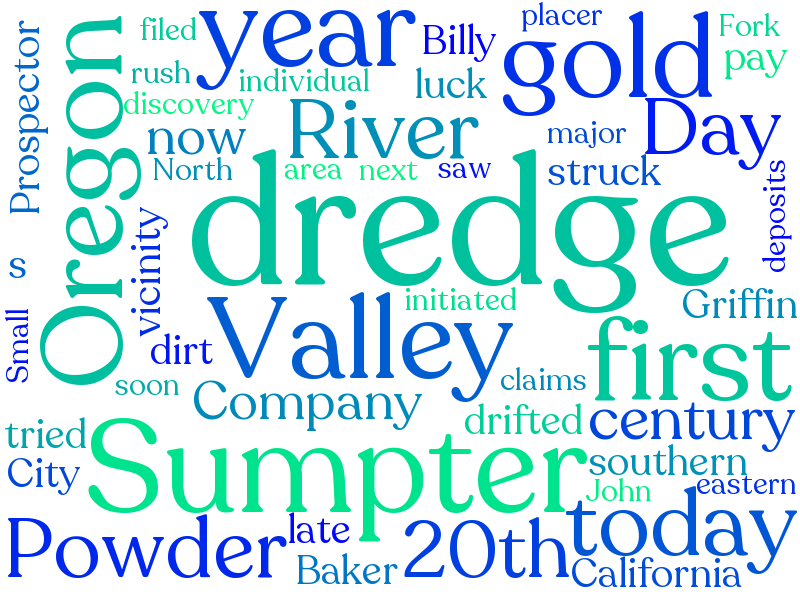 placer
Fork
filed
year
Billy
gold
pay
Prospector
Oregon
rush
individual
luck
discovery
River
Day
now
major
North
area
next
saw
struck
deposits
dredge
s
vicinity
initiated
Griffin
Small
Valley
dirt
first
soon
claims
Company
drifted
century
tried
Sumpter
City
southern
John
eastern
Powder
late
20th
today
Baker
California